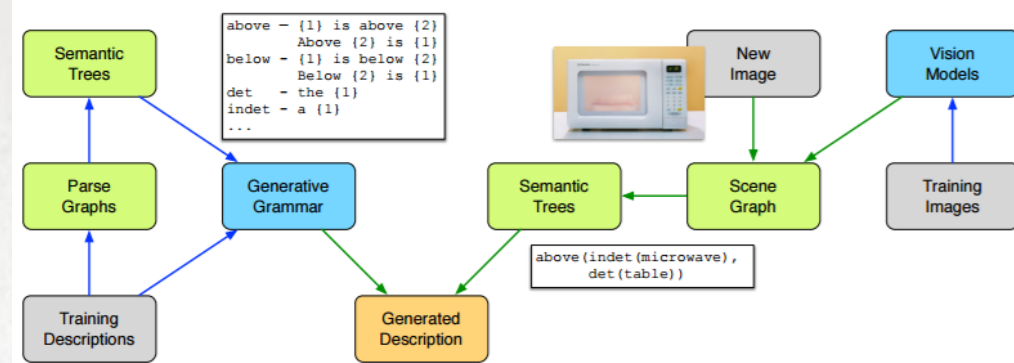 above – {1} is above {2}
Above {2} is {1}
below - {1} is below {2}
Below {2} is {1}
det - the {1}
indet - a {1}
...
Semantic
Trees
New
Image
Vision
Models
Parse
Graphs
Generative
Grammar
Semantic
Trees
Scene
Graph
Training
Images
above(indet(microwave),
det(table))
Training
Descriptions
Generated
Description